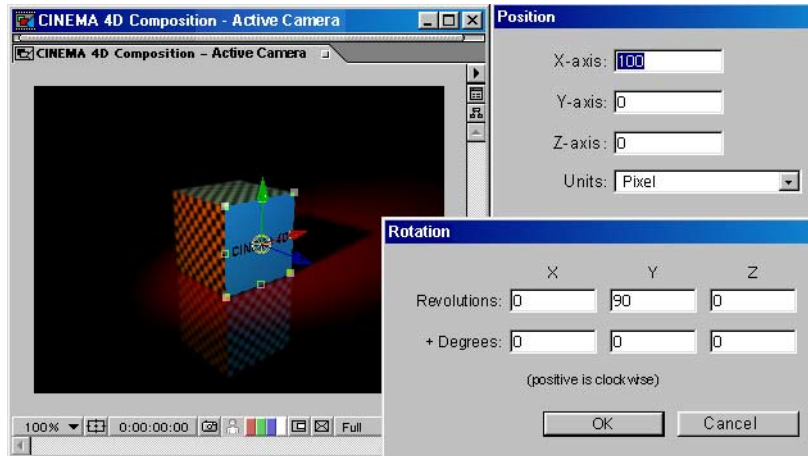 CINEMA 4D Composition - Active Camera
CINEMA 4D Composition - Active Camera
CINEMA 4D
100%
0:00:00:00
Full
Position
X-axis: 100
Y-axis: 0
Z-axis: 0
Units: Pixel
Rotation
X Y Z
Revolutions: 0 90 0
+ Degrees: 0 0 0
(positive is clockwise)
OK Cancel